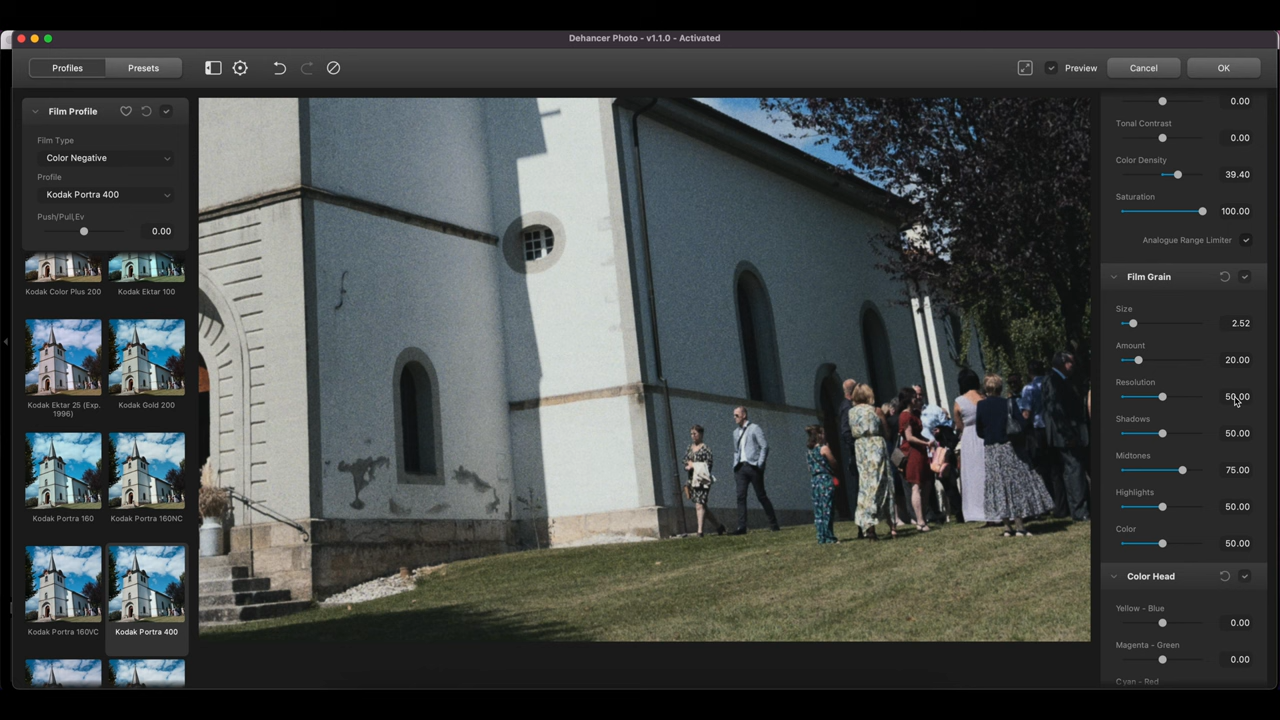 Dehancer Photo - v1.1.0 - Activated
Profiles Presets
Preview Cancel OK
Film Profile
Film Type
Color Negative
Profile
Kodak Portra 400
Push/Pull,Ev
0.00
Kodak Color Plus 200 Kodak Ektar 100
Kodak Ektar 25 (Exp. 1996) Kodak Gold 200
Kodak Portra 160 Kodak Portra 160NC
Kodak Portra 160VC Kodak Portra 400
0.00
Tonal Contrast
0.00
Color Density
39.40
Saturation
100.00
Analogue Range Limiter
Film Grain
Size
2.52
Amount
20.00
Resolution
50.00
Shadows
50.00
Midtones
75.00
Highlights
50.00
Color
50.00
Color Head
Yellow - Blue
0.00
Magenta - Green
0.00
Cyan - Red